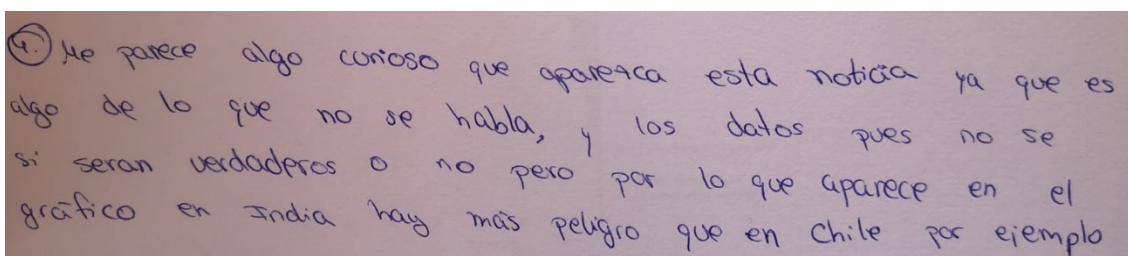 4. Me parece algo curioso que aparezca esta noticia ya que es
algo de lo que no se habla, y los datos pues no se
si seran verdaderos o no pero por lo que aparece en el
gráfico en India hay más peligro que en Chile por ejemplo